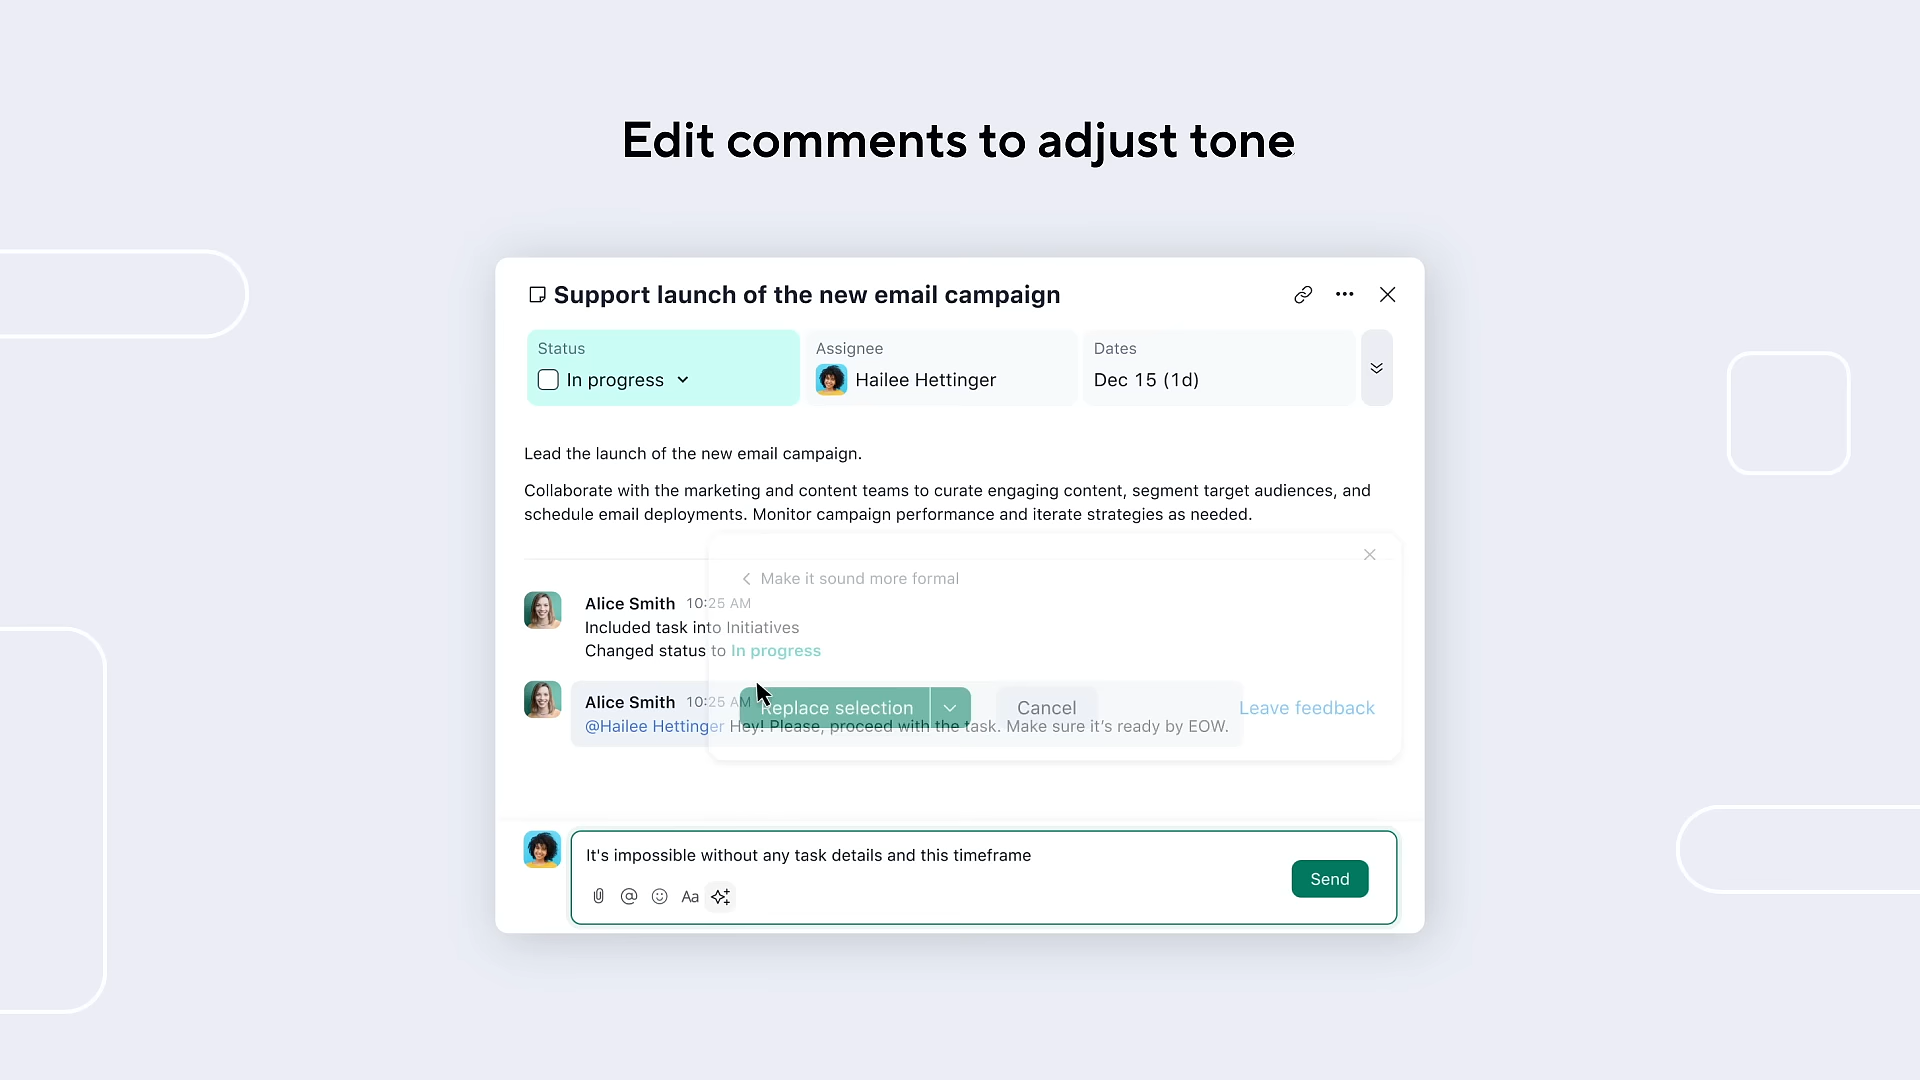 Edit comments to adjust tone
Support launch of the new email campaign
Status
In progress
Assignee
Hailee Hettinger
Dates
Dec 15 (1d)
Lead the launch of the new email campaign.
Collaborate with the marketing and content teams to curate engaging content, segment target audiences, and
schedule email deployments. Monitor campaign performance and iterate strategies as needed.
Make it sound more formal
Alice Smith 10:25 AM
Included task into Initiatives
Changed status to In progress
Alice Smith 10:25 AM
Replace selection
Cancel
Leave feedback
@Hailee Hettinger Hey! Please, proceed with the task. Make sure it's ready by EOW.
It's impossible without any task details and this timeframe
Aa
Send